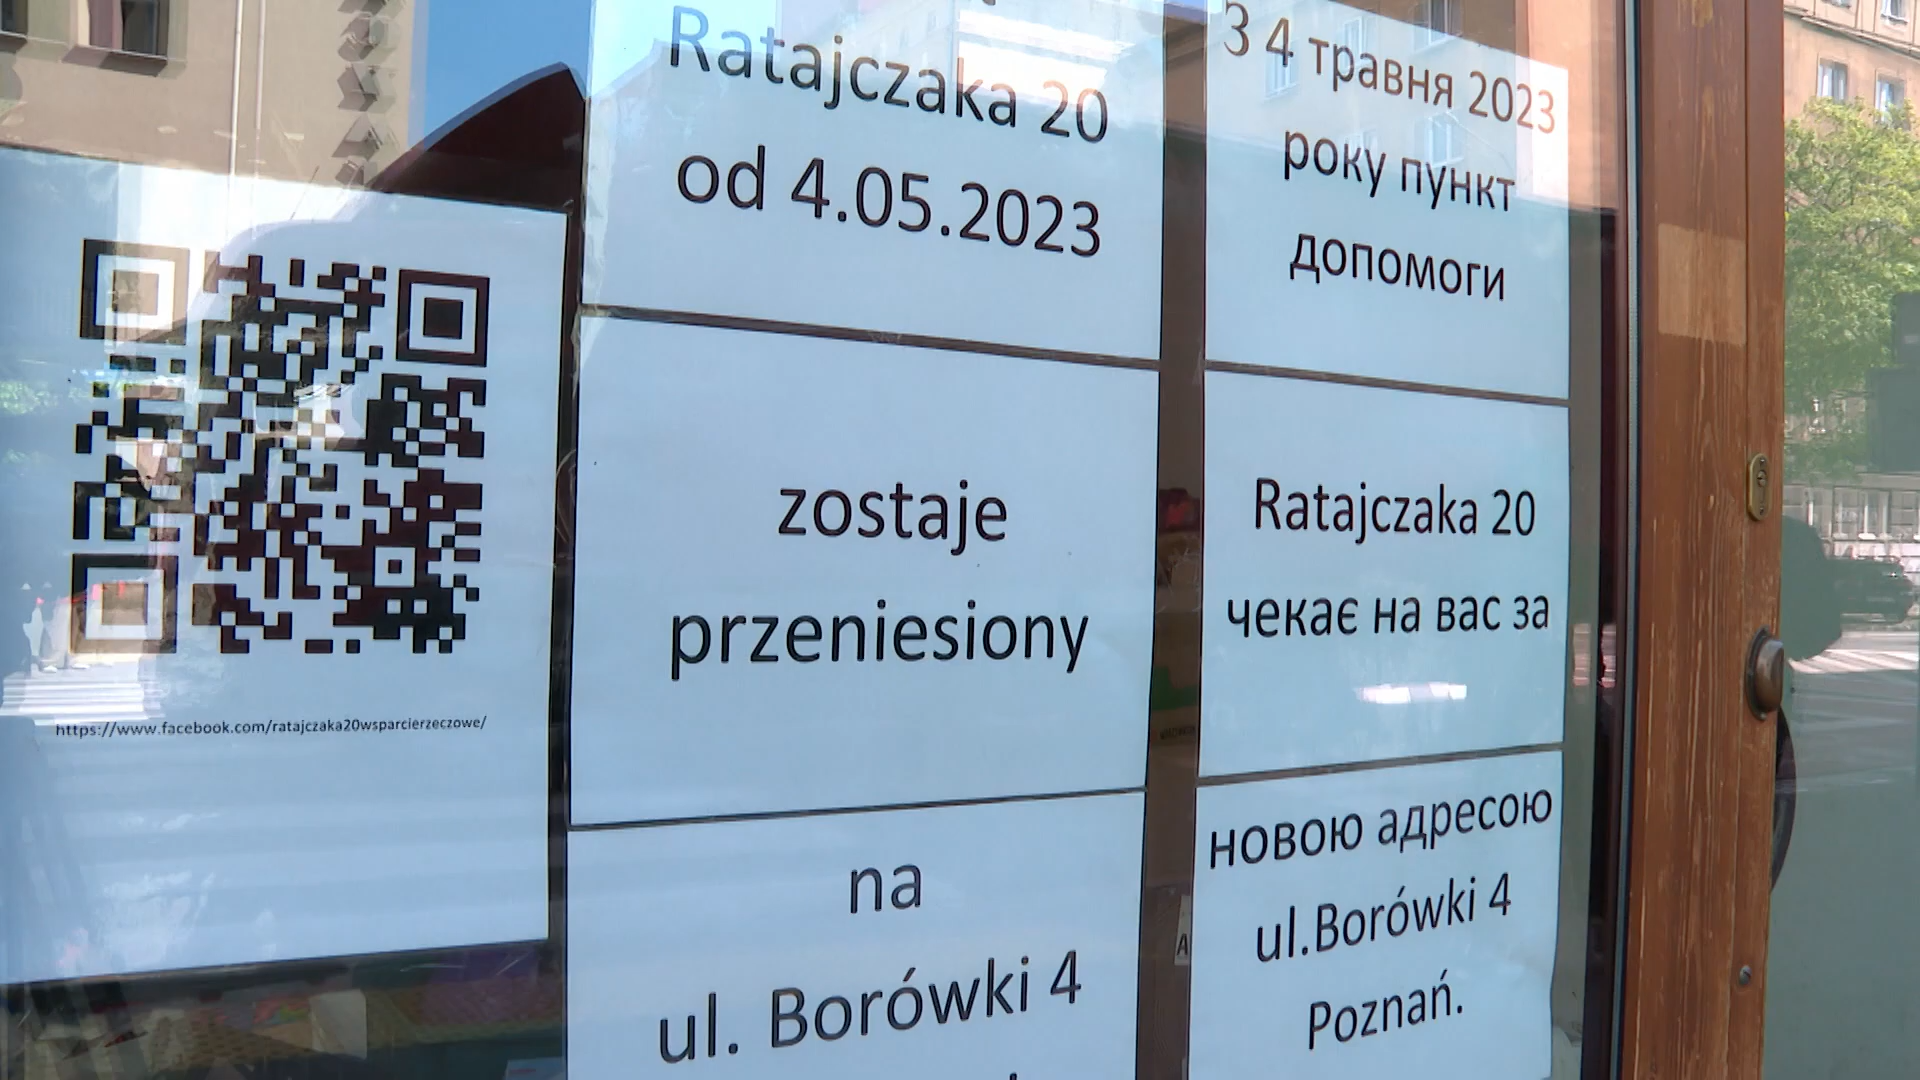 https://www.facebook.com/ratajczaka20wsparcierzeczowe/
Ratajczaka 20
od 4.05.2023
zostaje
przeniesiony
na
ul. Borówki 4
З 4 травня 2023
року пункт
допомоги
Ratajczaka 20
чекає на вас за
новою адресою
ul.Borówki 4
Poznań.